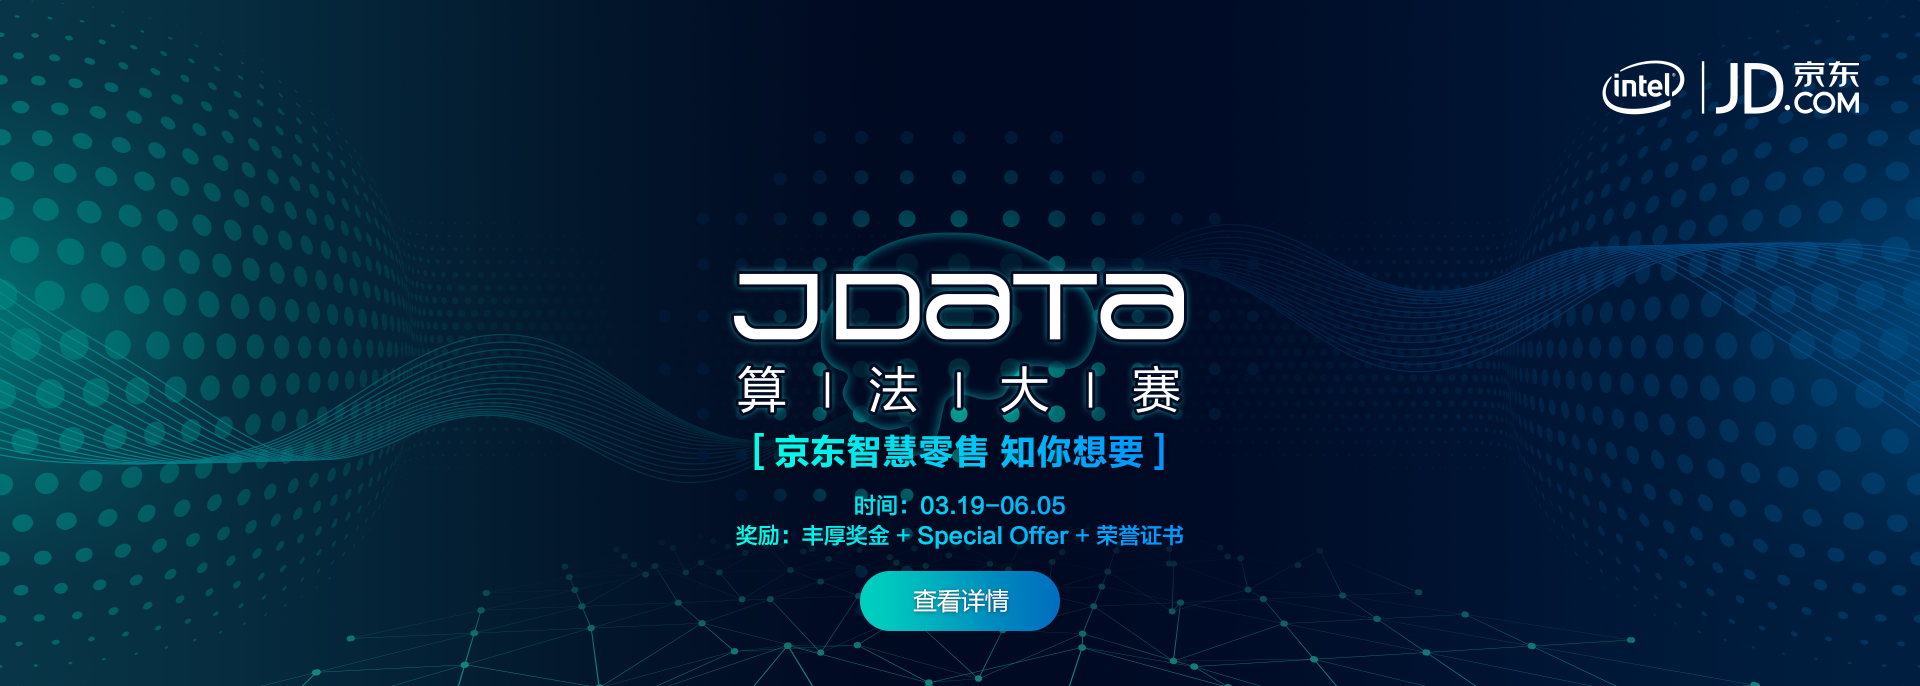 intel JD.京东.COM
JDATA
算法大赛
[ 京东智慧零售 知你想要 ]
时间：03.19-06.05
奖励：丰厚奖金 + Special Offer + 荣誉证书
查看详情